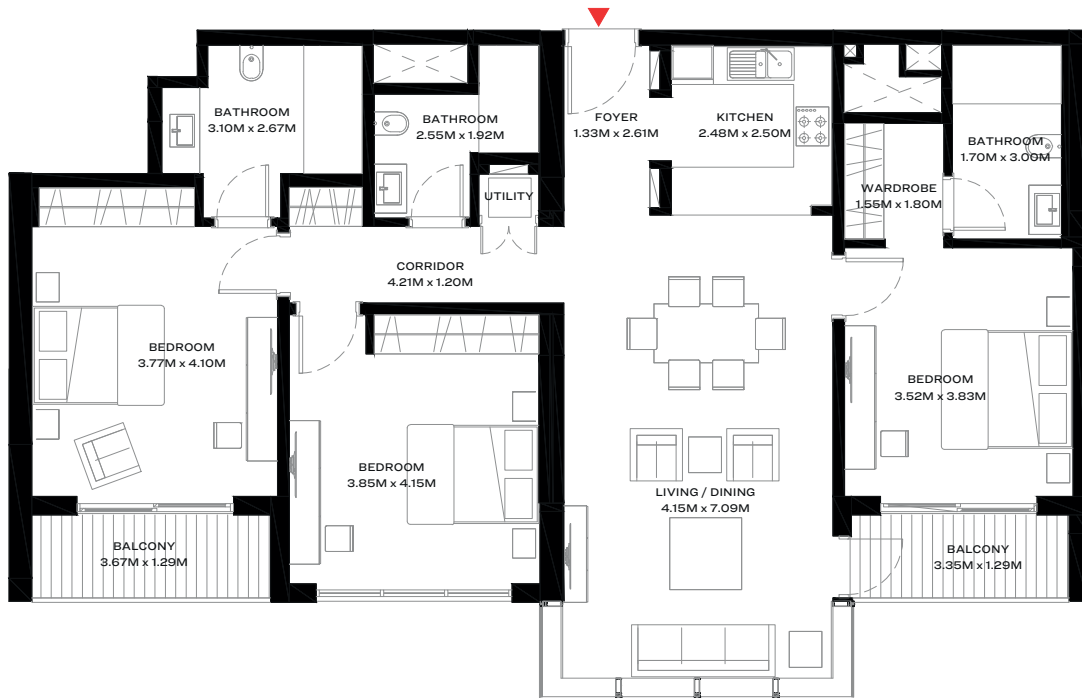 BATHROOM
3.10M x 2.67M
BATHROOM
2.55M x 1.92M
FOYER
1.33M x 2.61M
KITCHEN
2.48M x 2.50M
BATHROOM
1.70M x 3.00M
WARDROBE
1.55M x 1.80M
UTILITY
CORRIDOR
4.21M x 1.20M
BEDROOM
3.77M x 4.10M
BEDROOM
3.85M x 4.15M
BEDROOM
3.52M x 3.83M
LIVING / DINING
4.15M x 7.09M
BALCONY
3.67M x 1.29M
BALCONY
3.35M x 1.29M